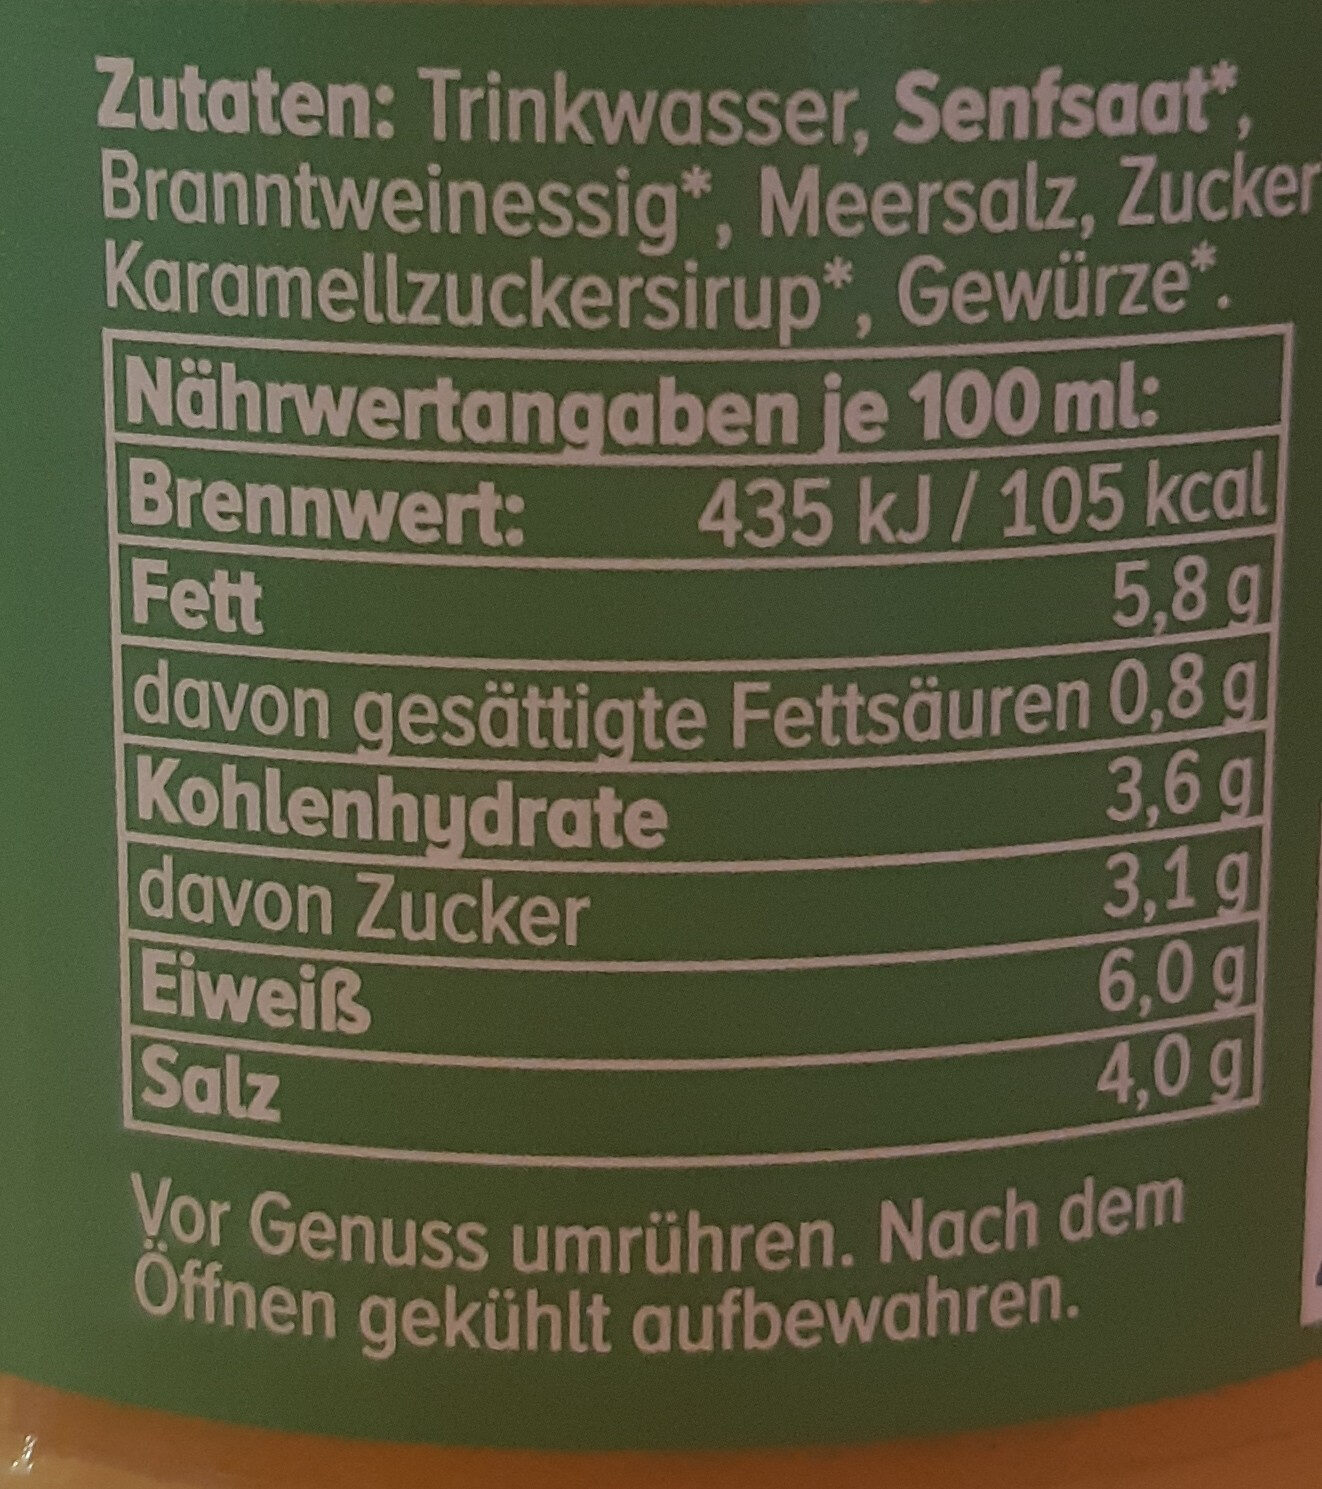 Zutaten: Trinkwasser, Senfsaat*,
Branntweinessig*, Meersalz, Zucker
Karamellzuckersirup*, Gewürze*.
Nährwertangaben je 100 ml:
Brennwert: 435 kJ / 105 kcal
Fett 5,8 g
davon gesättigte Fettsäuren 0,8 g
Kohlenhydrate 3,6 g
davon Zucker 3,1 g
Eiweiß 6,0 g
Salz 4,0 g
Vor Genuss umrühren. Nach dem
Öffnen gekühlt aufbewahren.